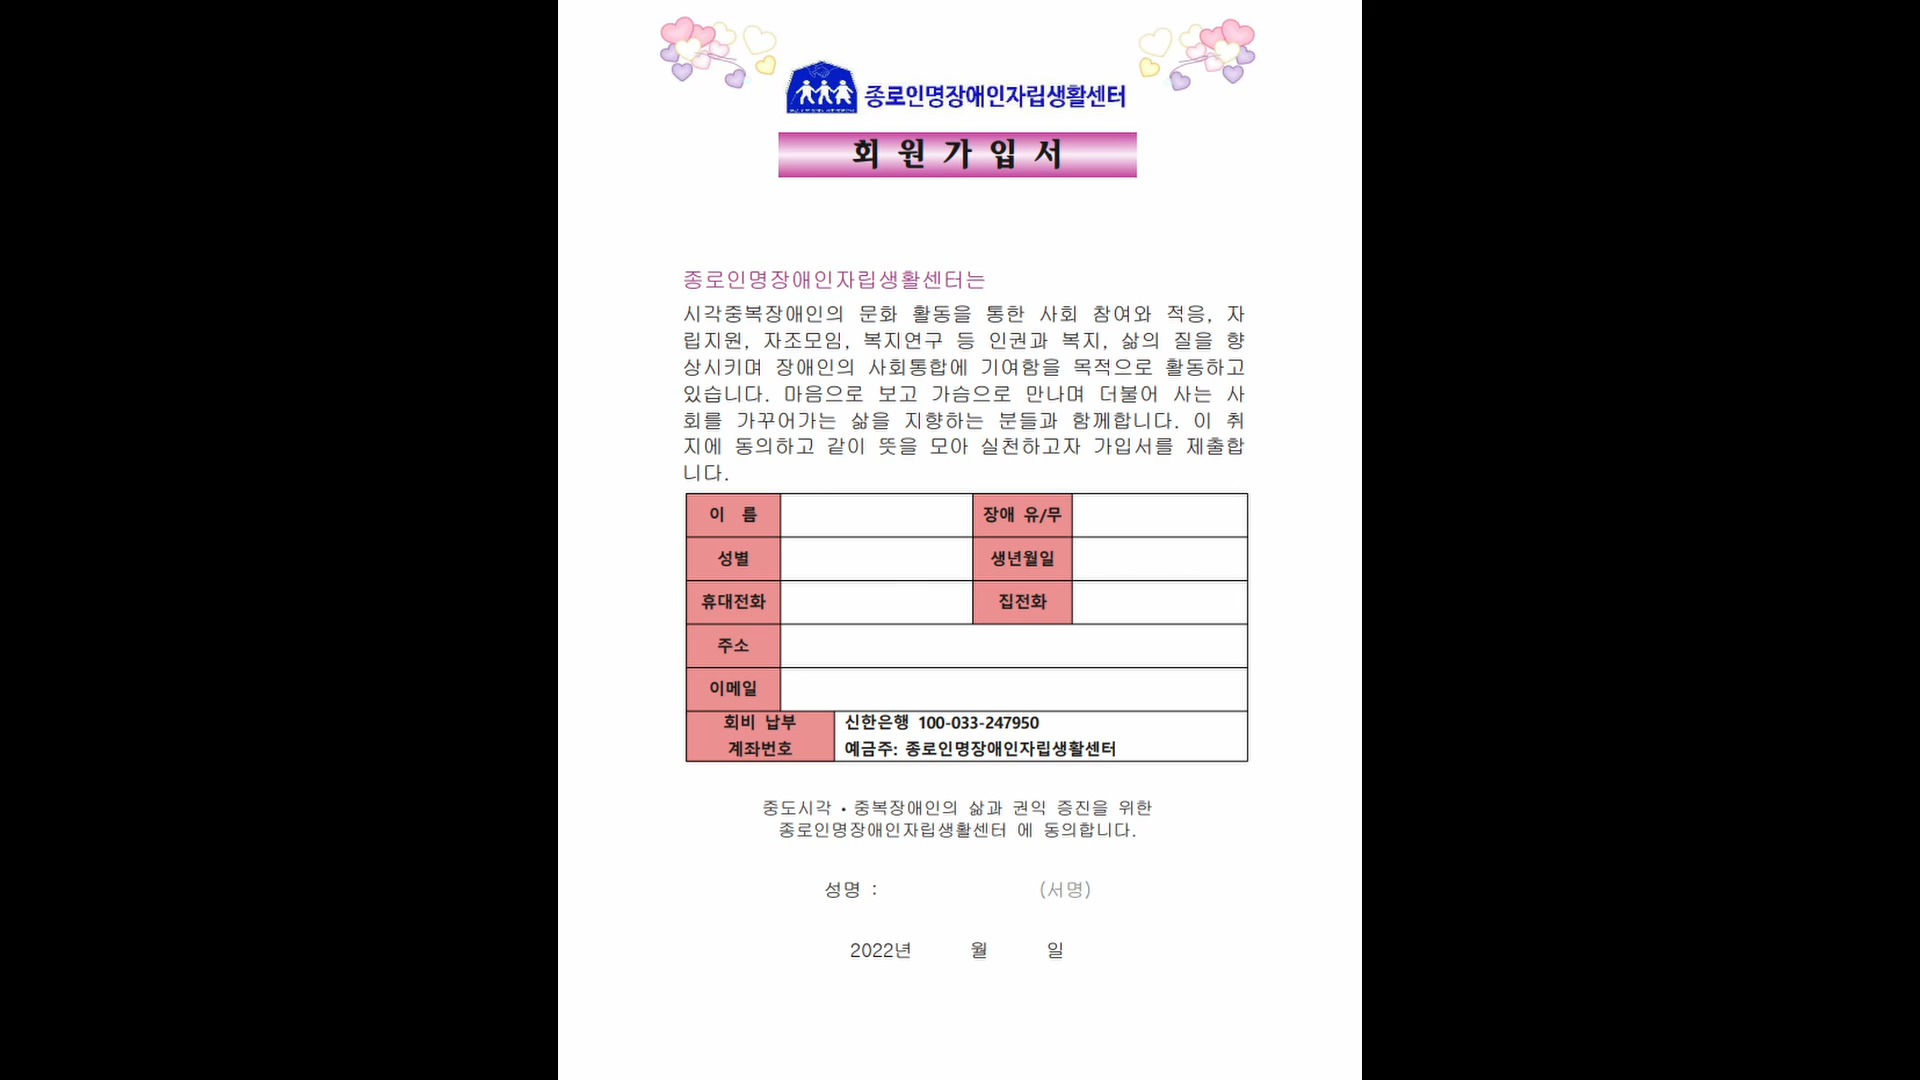 종로인명장애인자립생활센터
회 원 가 입 서
종로인명장애인자립생활센터는
시각중복장애인의 문화 활동을 통한 사회 참여와 적응, 자
립지원, 자조모임, 복지연구 등 인권과 복지, 삶의 질을 향
상시키며 장애인의 사회통합에 기여함을 목적으로 활동하고
있습니다. 마음으로 보고 가슴으로 만나며 더불어 사는 사
회를 가꾸어가는 삶을 지향하는 분들과 함께합니다. 이 취
지에 동의하고 같이 뜻을 모아 실천하고자 가입서를 제출합
니다.
이 름 장애 유/무
성별 생년월일
휴대전화 집전화
주소
이메일
회비 납부 신한은행 100-033-247950
계좌번호 예금주: 종로인명장애인자립생활센터
중도시각・중복장애인의 삶과 권익 증진을 위한
종로인명장애인자립생활센터 에 동의합니다.
성명 : (서명)
2022년 월 일